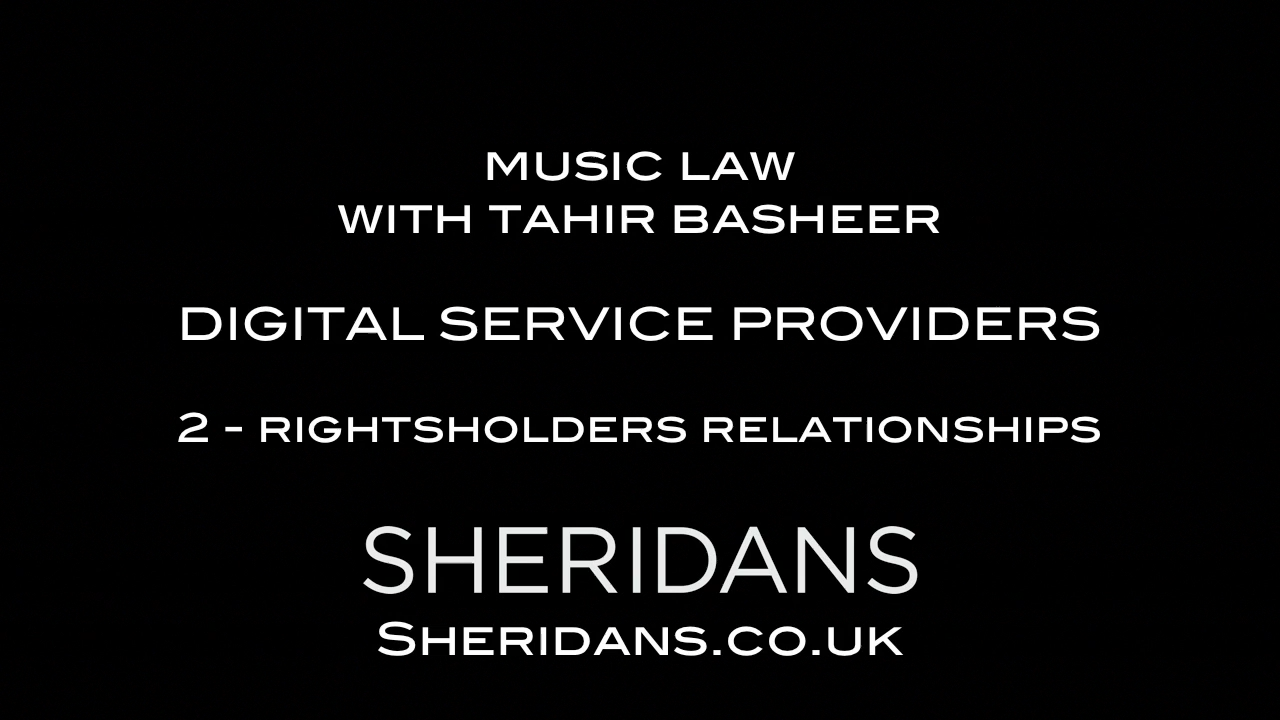 MUSIC LAW
WITH TAHIR BASHEER
DIGITAL SERVICE PROVIDERS
2 - RIGHTSHOLDERS RELATIONSHIPS
SHERIDANS
SHERIDANS.CO.UK